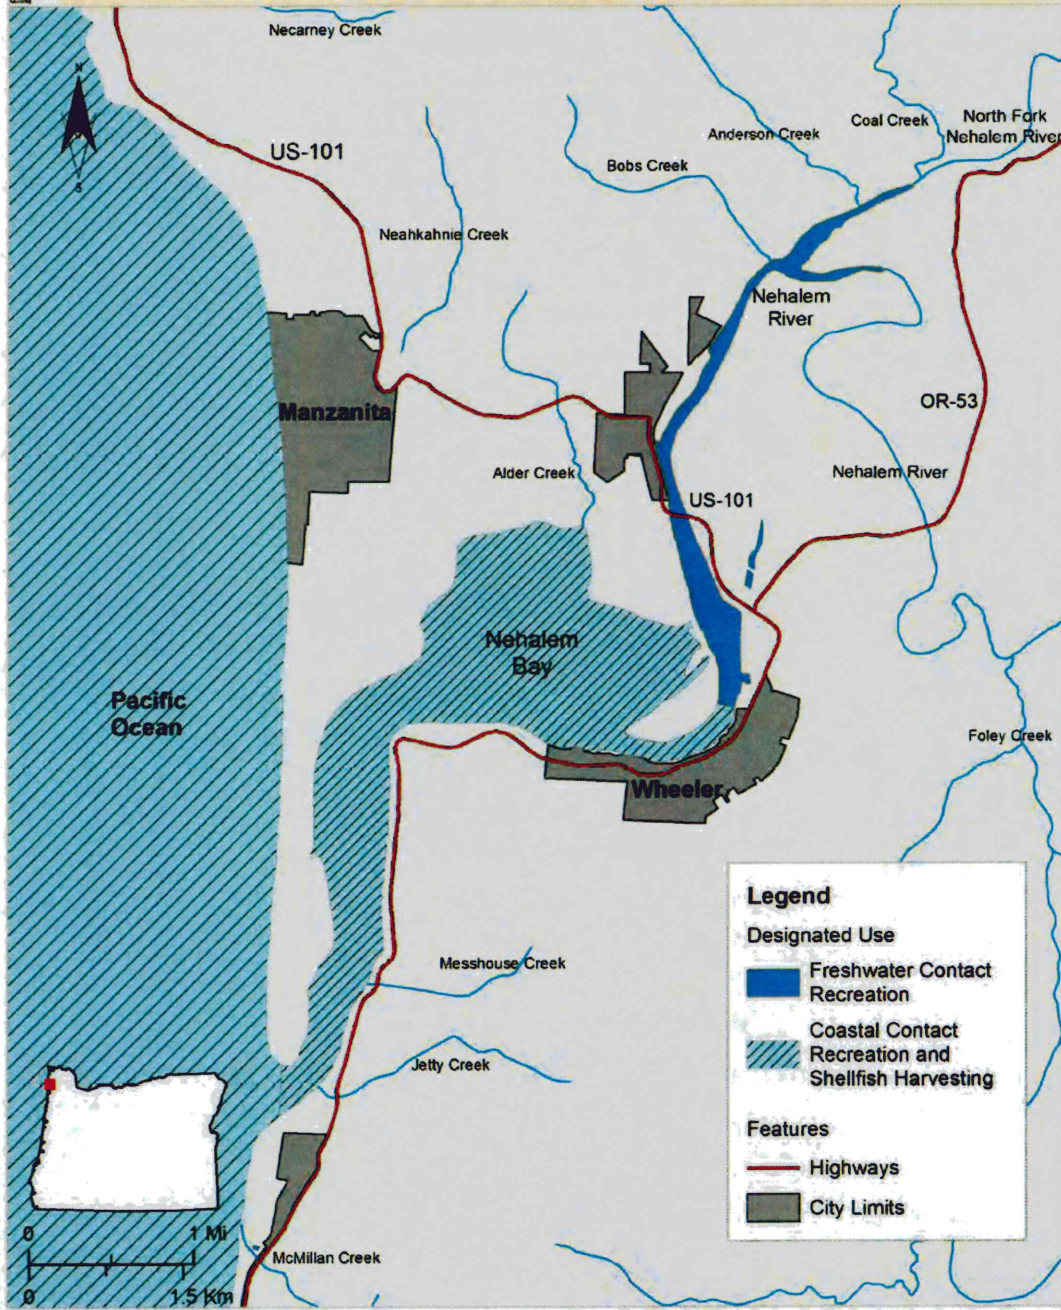 Necarney Creek
N
S
US-101
Anderson Creek
Coal Creek
North Fork
Nehalem River
Bobs Creek
Neahkahnie Creek
Nehalem
River
Manzanita
OR-53
Alder Creek
Nehalem River
US-101
Nehalem
Bay
Pacific
Ocean
Foley Creek
Wheeler
Messhouse Creek
Jetty Creek
McMillan Creek
Legend
Designated Use
Freshwater Contact
Recreation
Coastal Contact
Recreation and
Shellfish Harvesting
Features
Highways
City Limits
0 1 Mi
0 1.5 Km